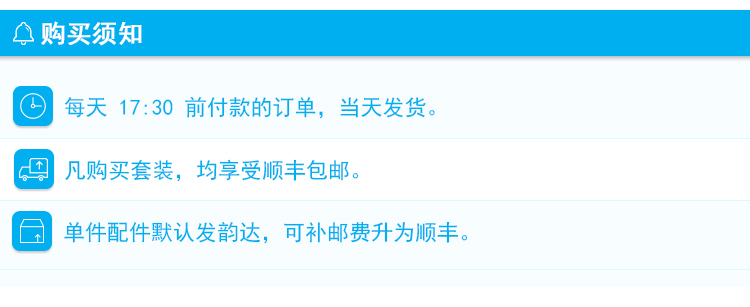 购买须知
每天 17:30 前付款的订单，当天发货。
凡购买套装，均享受顺丰包邮。
单件配件默认发韵达，可补邮费升为顺丰。